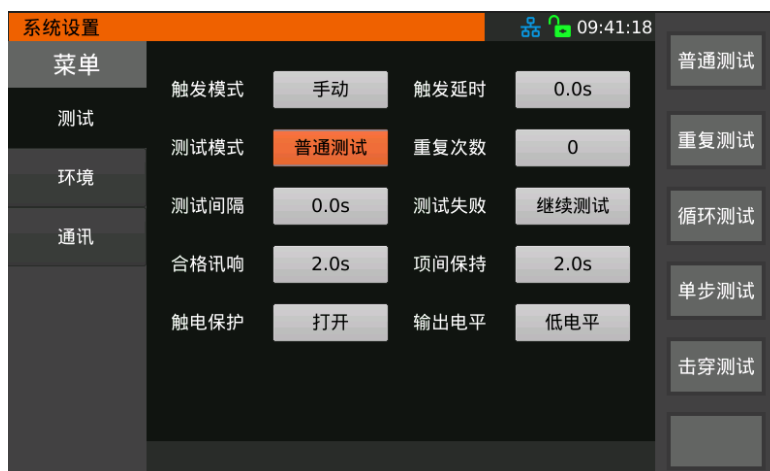 系统设置 09:41:18
菜单
测试
环境
通讯
触发模式 手动 触发延时 0.0s
测试模式 普通测试 重复次数 0
测试间隔 0.0s 测试失败 继续测试
合格讯响 2.0s 项间保持 2.0s
触电保护 打开 输出电平 低电平
普通测试
重复测试
循环测试
单步测试
击穿测试